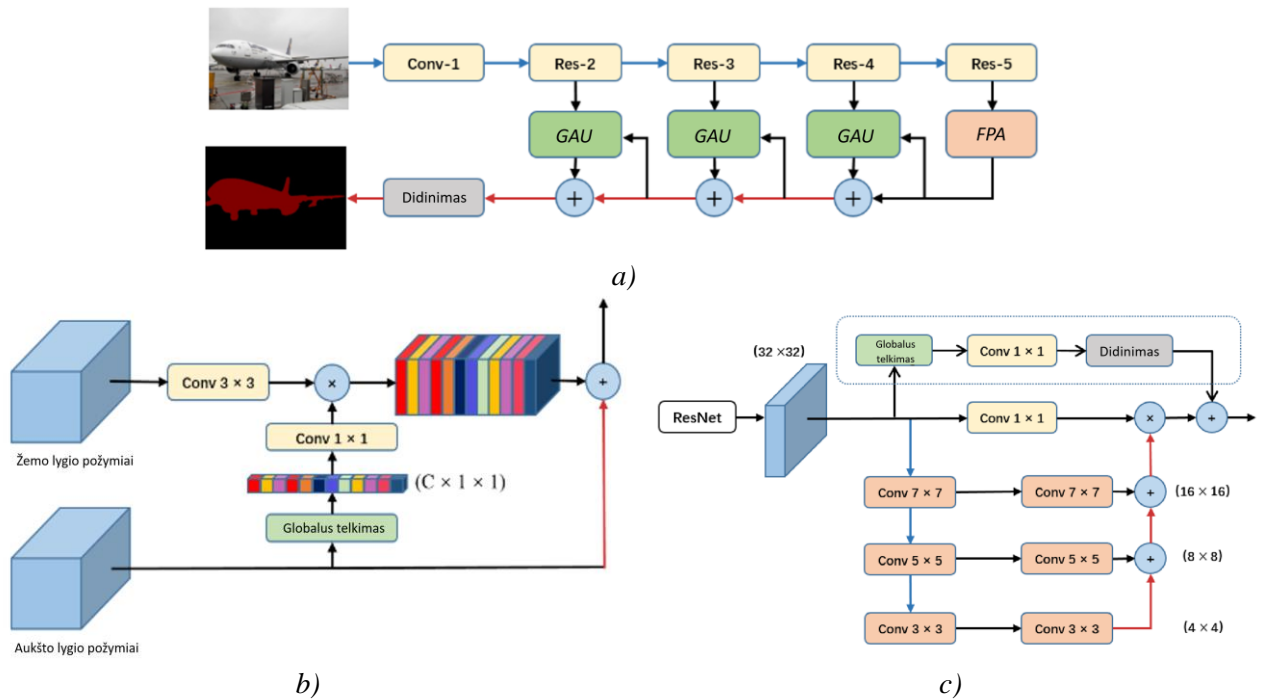 Conv-1
Res-2
Res-3
Res-4
Res-5
GAU
GAU
GAU
FPA
Didinimas
+
+
+
a)
Žemo lygio požymiai
Conv 3 × 3
×
+
Conv 1 × 1
(C × 1 × 1)
Globalus telkimas
Aukšto lygio požymiai
b)
(32 ×32)
Globalus
telkimas
Conv 1 × 1
Didinimas
ResNet
Conv 1 × 1
×
+
Conv 7 × 7
Conv 7 × 7
+
(16 × 16)
Conv 5 × 5
Conv 5 × 5
+
(8 × 8)
Conv 3 × 3
Conv 3 × 3
(4 × 4)
c)